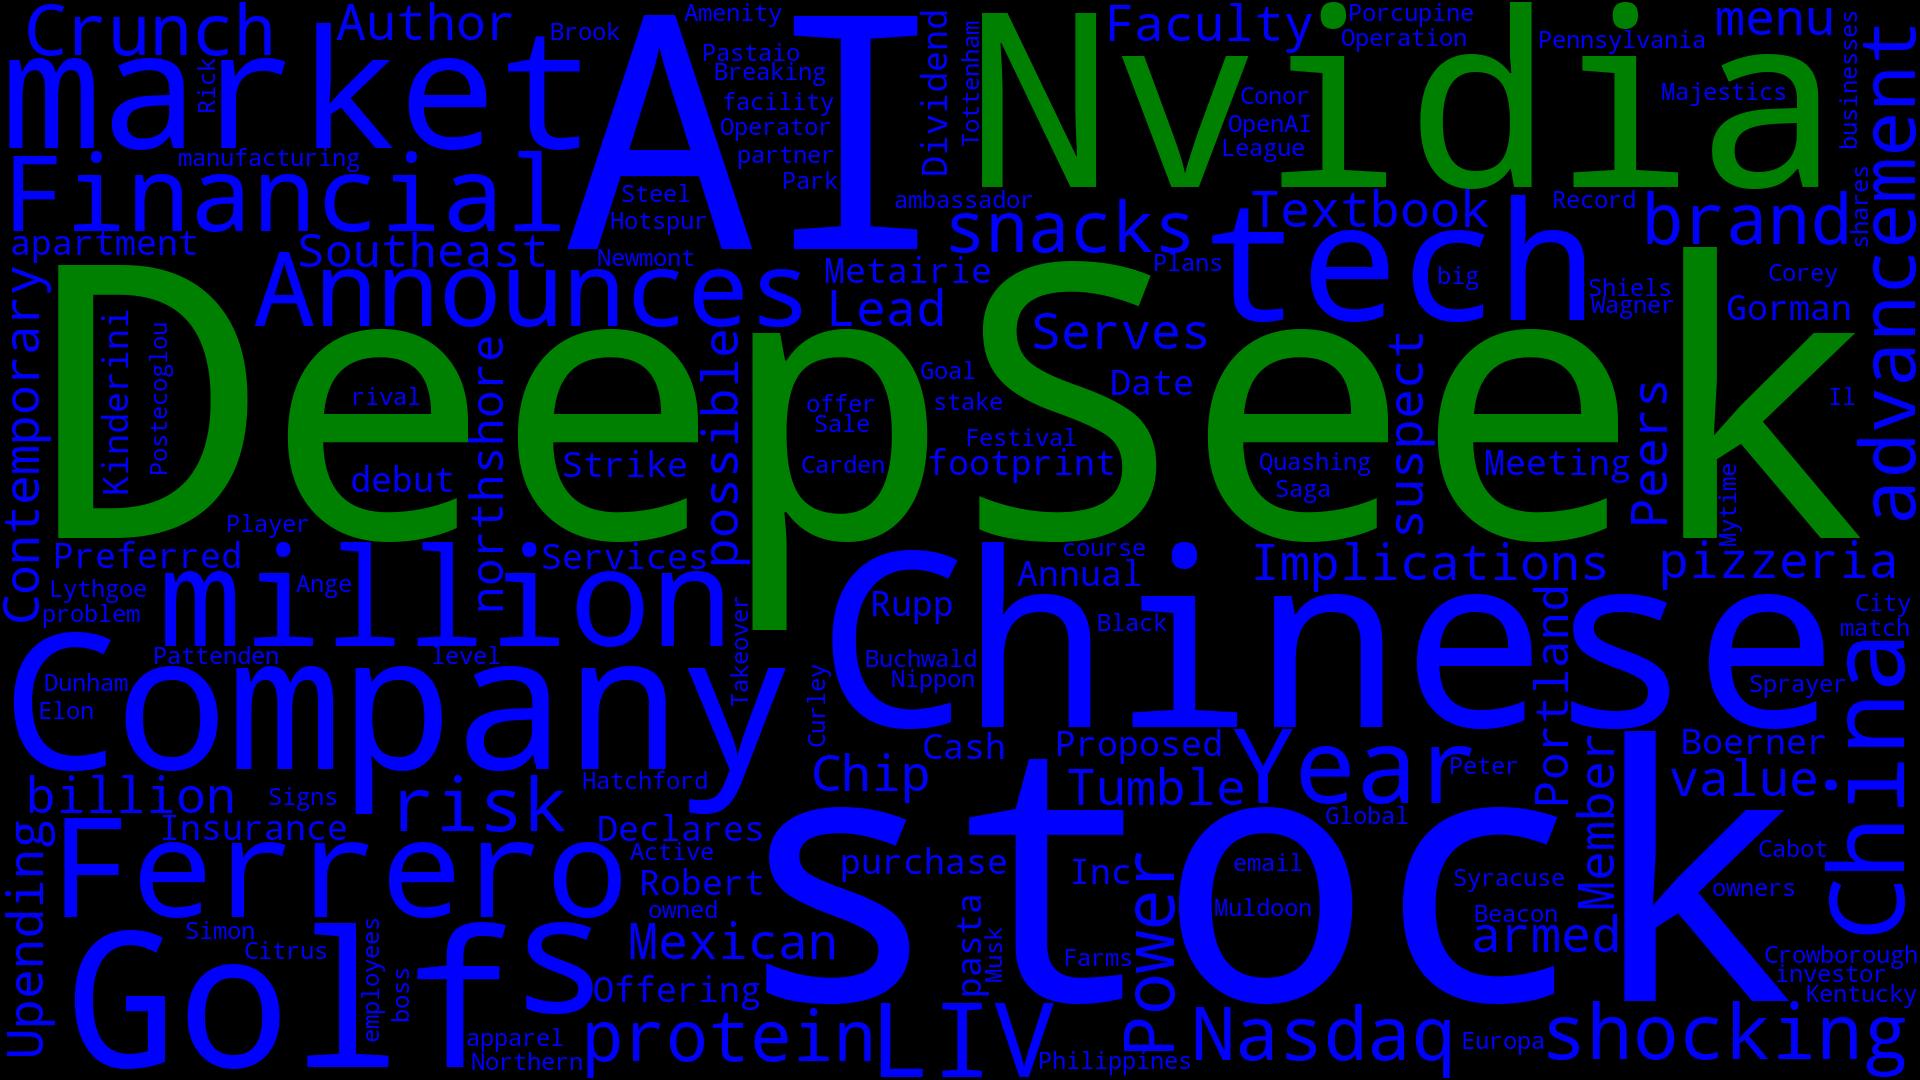 Crunch
Author
Brook
Amenity
AI
Nvidia
Faculty
Porcupine
Operation
Pennsylvania
menu
businesses
market
Rick
Pastaio
Breaking
facility
Operator
partner
Park
Dividend
Tottenham
Conor
OpenAI
League
Majestics
advancement
manufacturing
Financial
Steel
Hotspur
ambassador
snacks
Textbook
Record
brand
shares
apartment
Southeast
Newmont
Announces
Metairie
Lead
Plans
tech
big
Shiels
Wagner
Corey
Gorman
Contemporary
DeepSeek
Kinderini
Postecoglou
rival
debut
northshore
Strike
possible
offer
Sale
Carden
Goal
stake
Festival
footprint
Serves
Date
Quashing
Saga
suspect
Meeting
Peers
Mytime
Il
Player
Preferred
Services
Lythgoe
problem
million
Ange
course
Annual
Implications
pizzeria
Chinese
Rupp
Black
Buchwald
Nippon
Portland
City
match
China
Sprayer
Pattenden
level
Takeover
Company
Dunham
Elon
Curley
Cash
Proposed
Year
Peter
Boerner
value
Member
Chip
Tumble
Hatchford
billion
Signs
risk
Insurance
Declares
Global
stock
Upending
Ferrero
Active
Robert
owned
purchase
Inc
email
Muldoon
Syracuse
Beacon
armed
Cabot
owners
Golf
s
Simon
Citrus
employees
boss
Mexican
Offering
pasta
Musk
Farms
Power
Crowborough
investor
Kentucky
apparel
Northern
protein
LIV
Philippines
Nasdaq
Europa
shocking